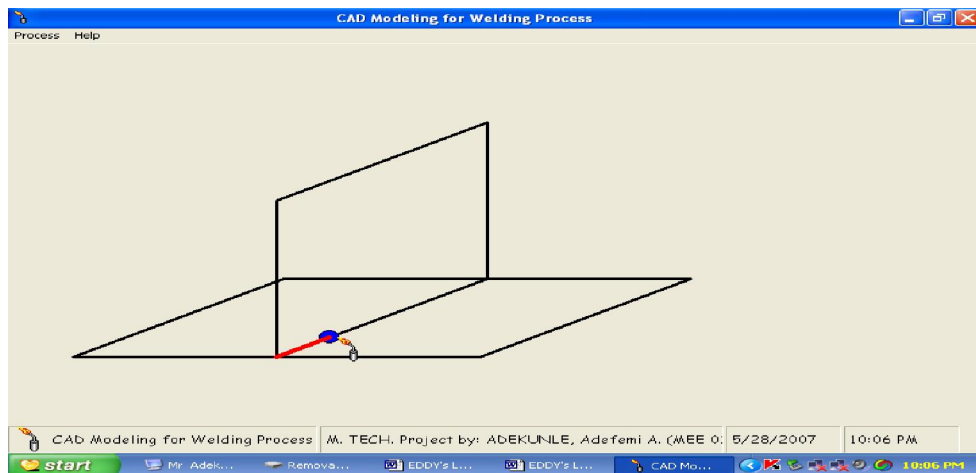 CAD Modeling for Welding Process
Process Help
CAD Modeling for Welding Process M. TECH. Project by: ADEKUNLE, Adefemi A. (MEE 0: 5/28/2007 10:06 PM
start Mr Adek... Remova... EDDY's L... EDDY's L... CAD Mo... 10:06 PM